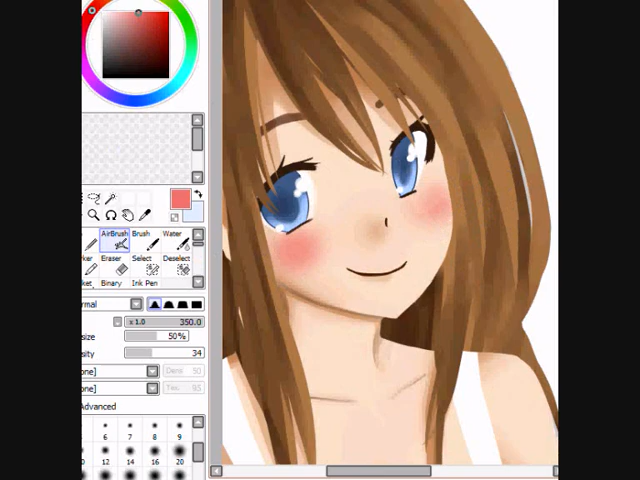 AirBrush Brush Water
rker Eraser Select Deselect
ket_ Binary Ink Pen
rmal
x 1.0 350.0
size 50%
sity 34
one] Dens 50
one] Tex. 95
Advanced
6 7 8 9
12 14 16 20